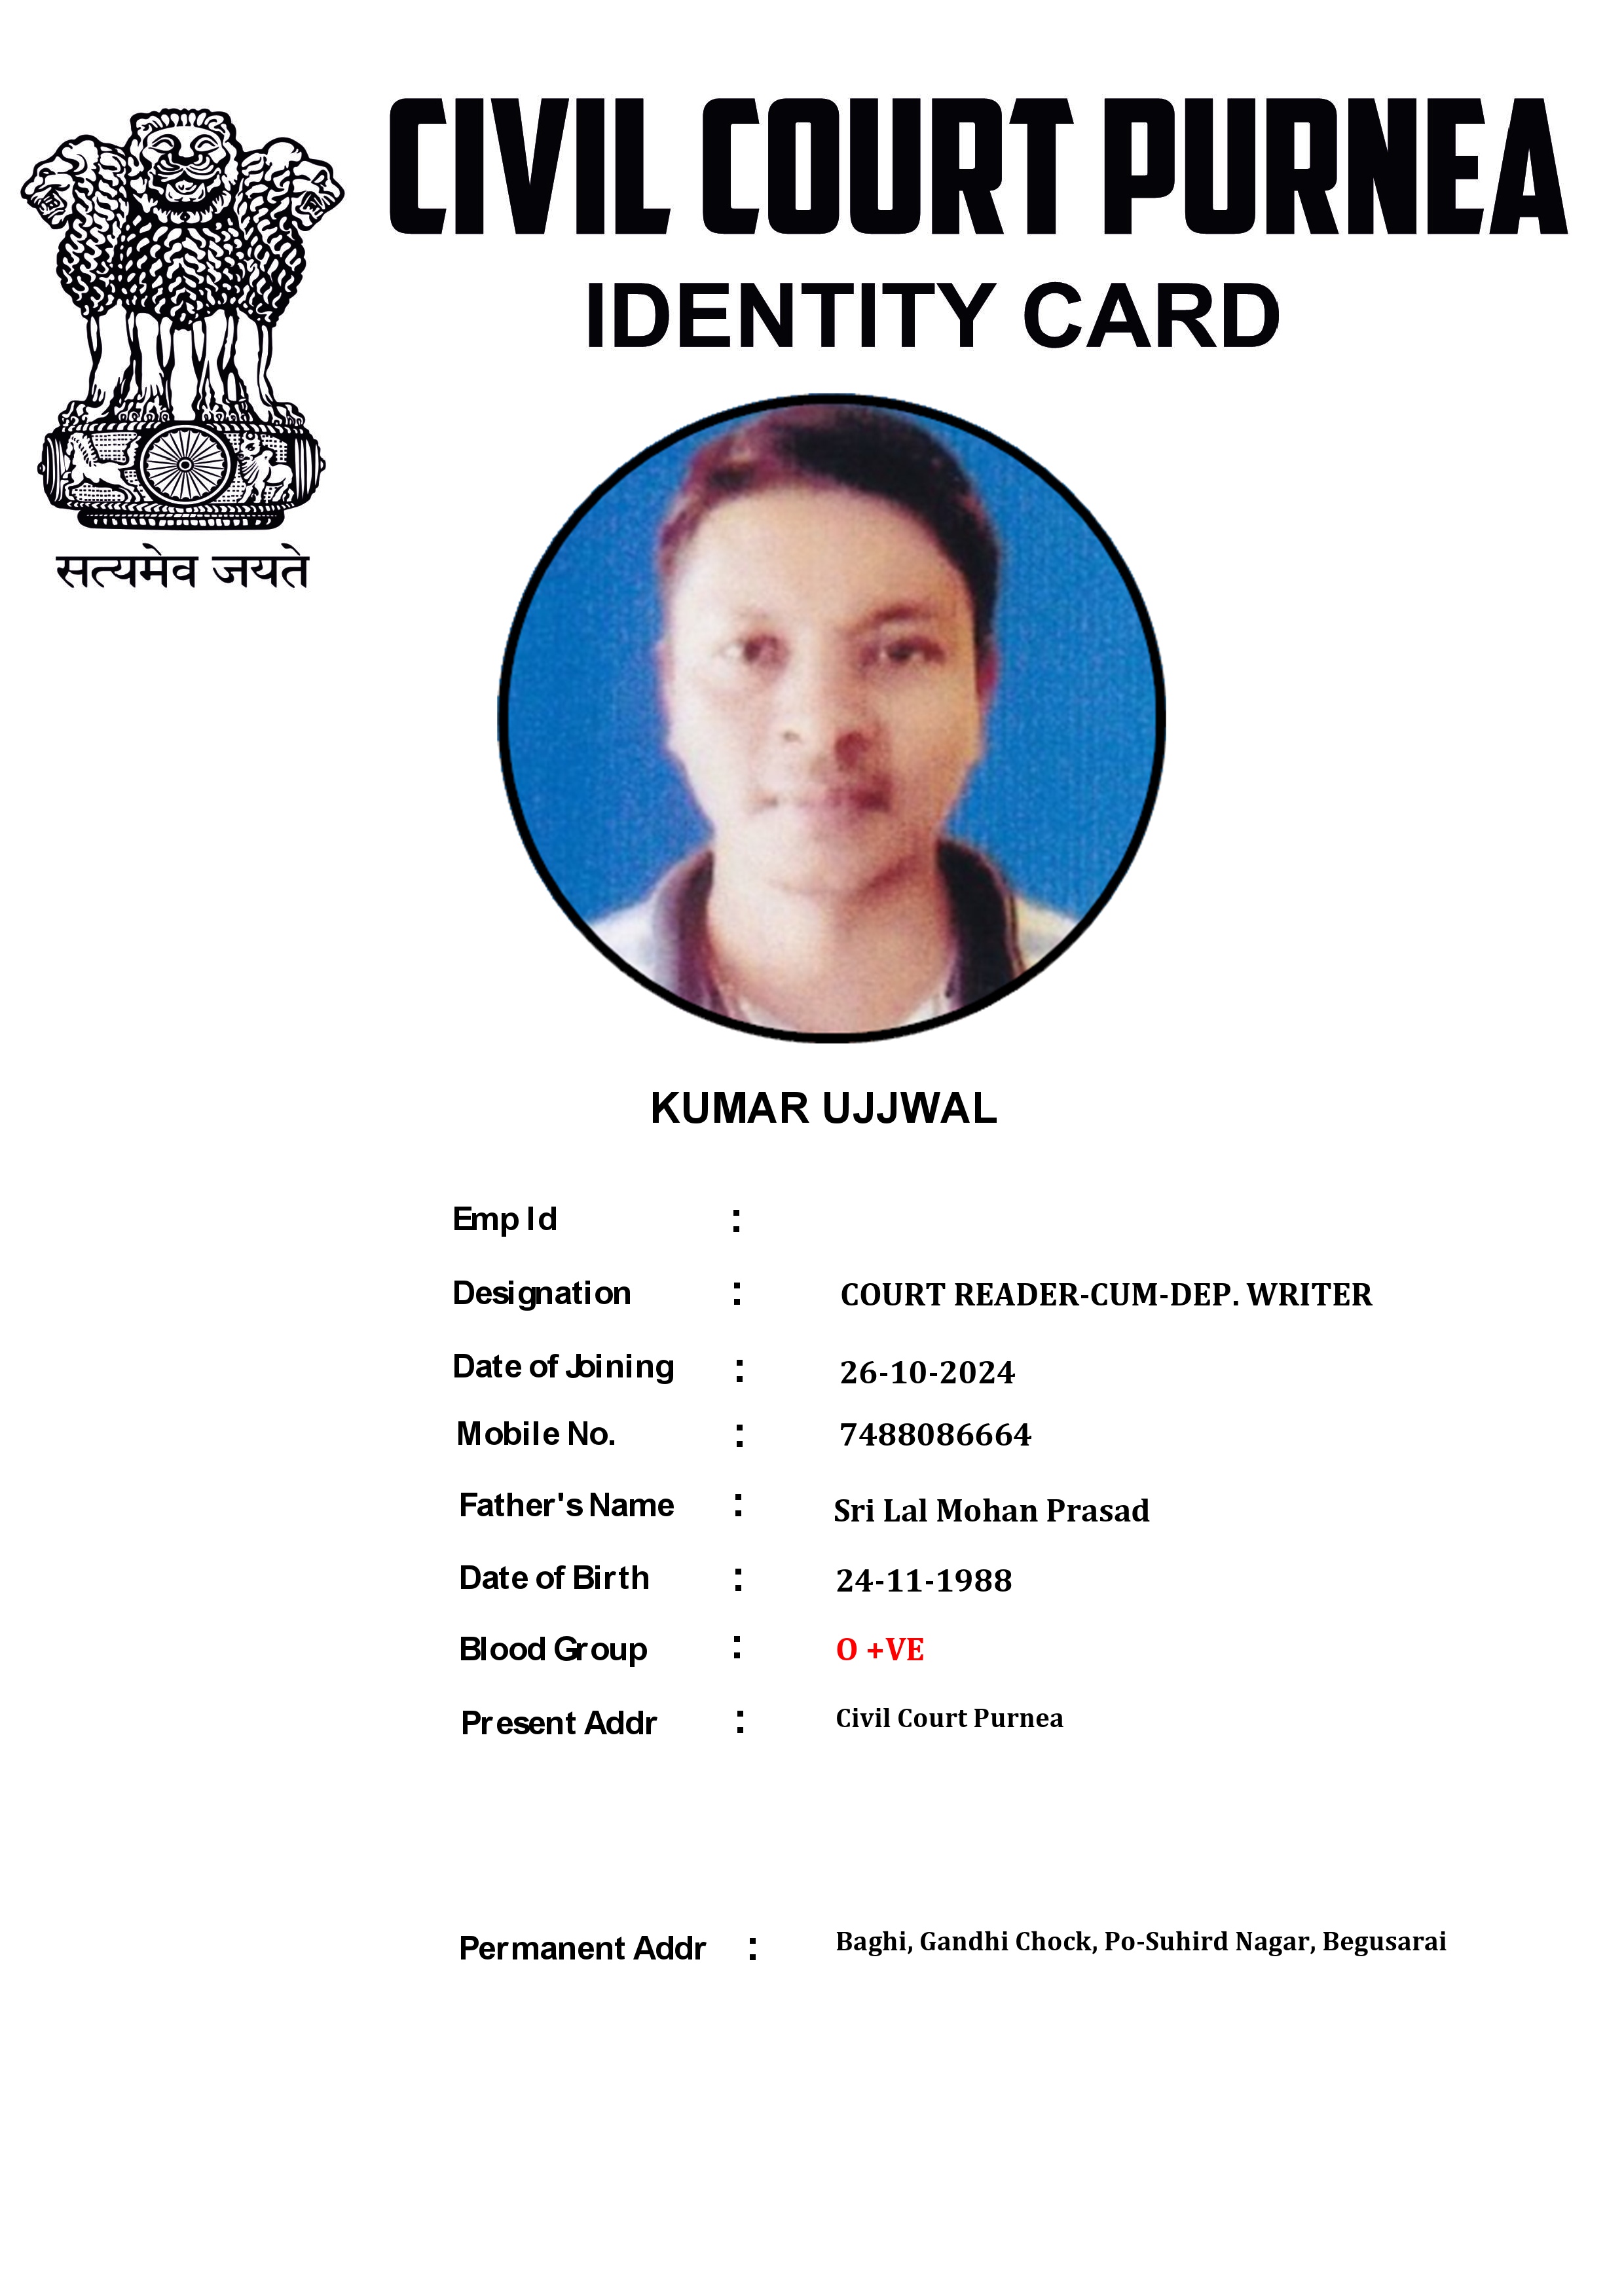 CIVIL COURT PURNEA
IDENTITY CARD
सत्यमेव जयते
KUMAR UJJWAL
Emp Id :
Designation : COURT READER-CUM-DEP. WRITER
Date of Joining : 26-10-2024
Mobile No. : 7488086664
Father's Name : Sri Lal Mohan Prasad
Date of Birth : 24-11-1988
Blood Group : O +VE
Present Addr : Civil Court Purnea
Permanent Addr : Baghi, Gandhi Chock, Po-Suhird Nagar, Begusarai